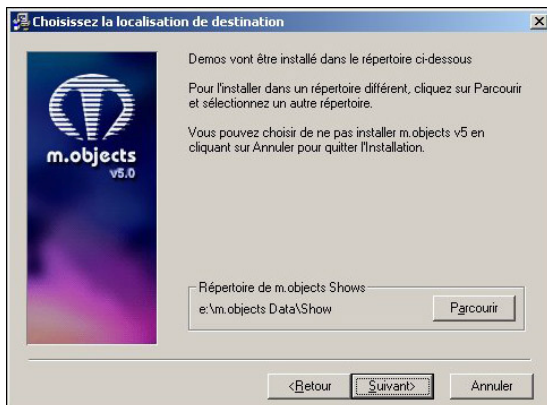 Choisissez la localisation de destination
Demos vont être installé dans le répertoire ci-dessous
Pour l'installer dans un répertoire différent, cliquez sur Parcourir
et sélectionnez un autre répertoire.
Vous pouvez choisir de ne pas installer m.objects v5 en
cliquant sur Annuler pour quitter l'Installation.
m.objects
v5.0
Répertoire de m.objects Shows
e:\m.objects Data\Show
Parcourir
<Retour
Suivant>
Annuler